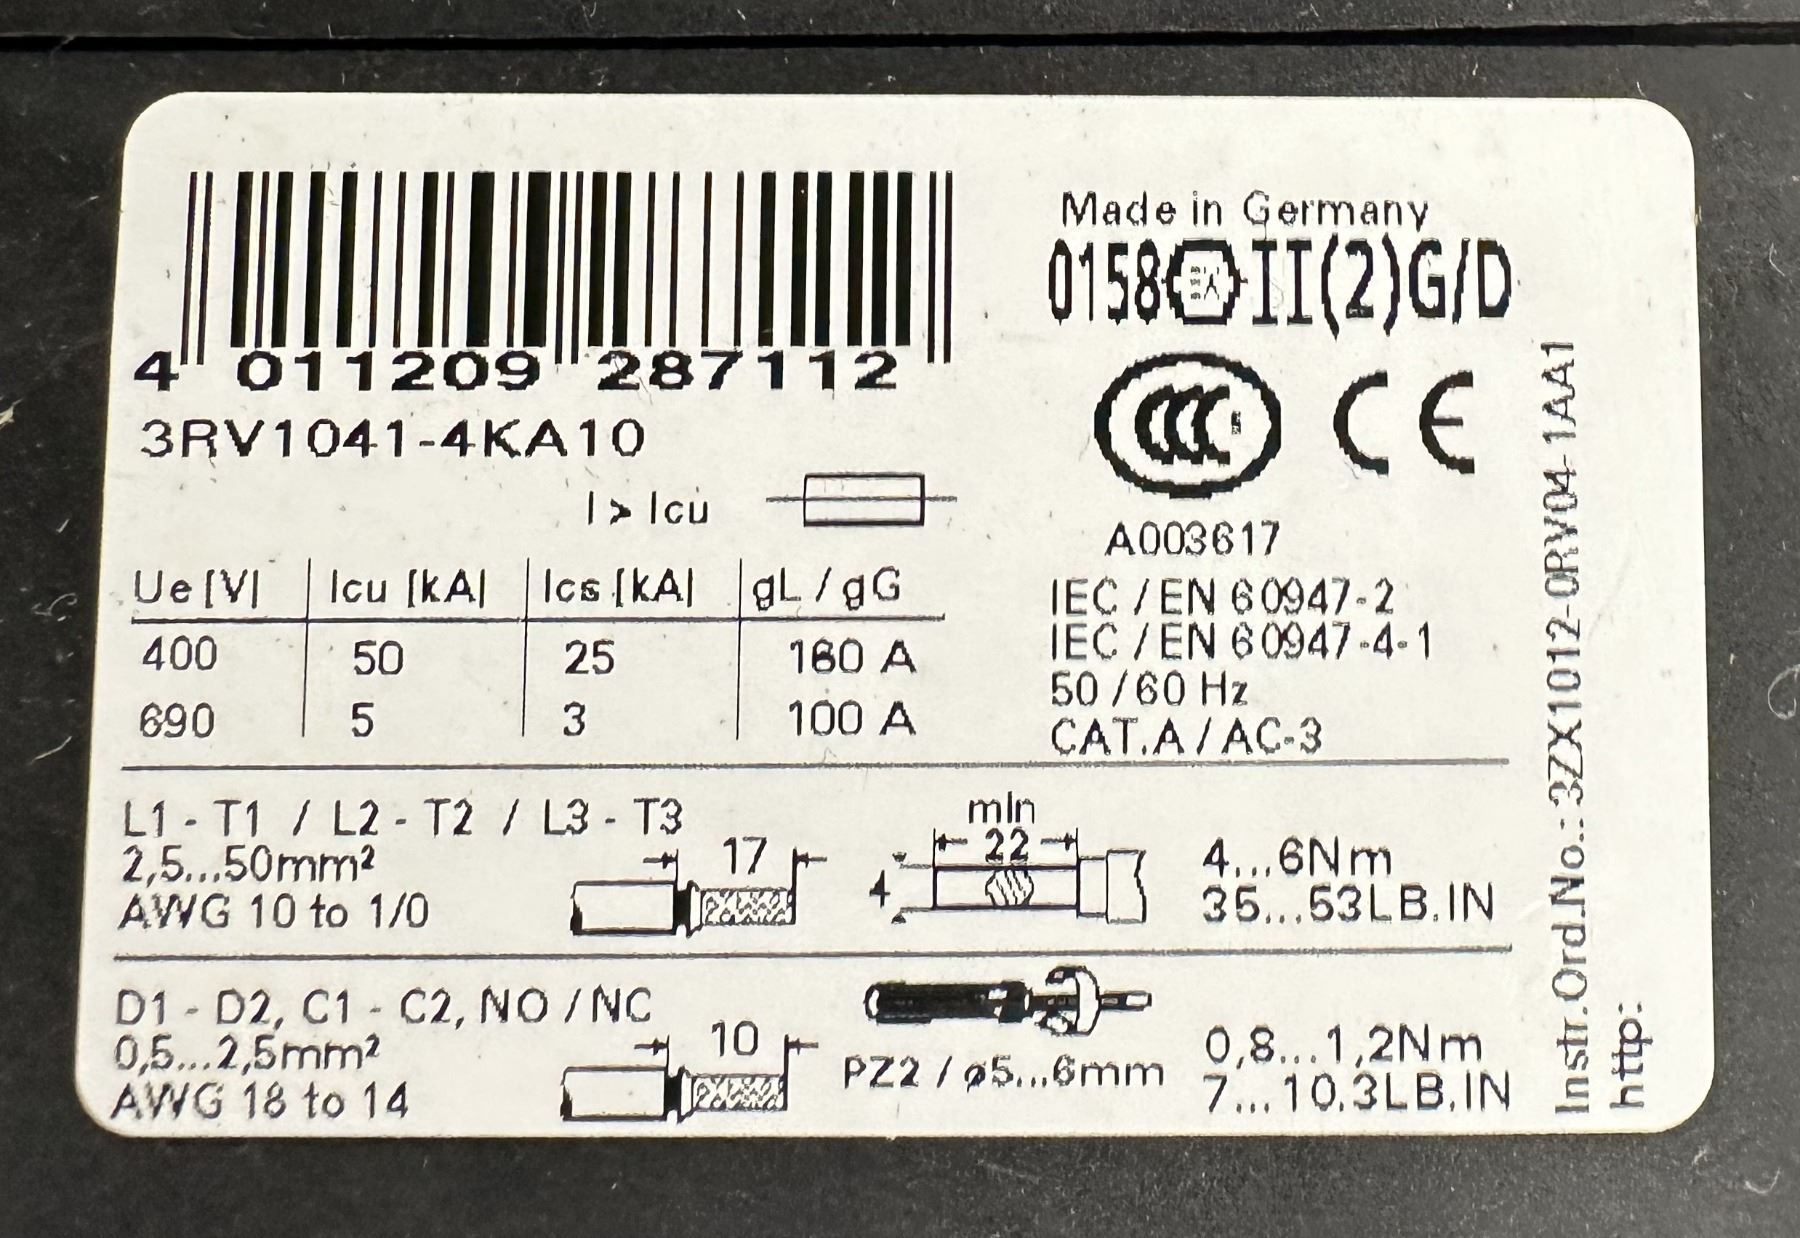 4 011209 287112
3RV1041-4KA10
I > Icu
Ue [V] Icu [kA] Ics [kA] gL / gG
400 50 25 160 A
690 5 3 100 A
Made in Germany
0158 II(2)G/D
CCC CE
A003617
IEC / EN 60947-2
IEC / EN 60947-4-1
50 / 60 Hz
CAT.A / AC-3
L1 - T1 / L2 - T2 / L3 - T3
2,5...50mm²
AWG 10 to 1/0
17
min
22
4
4...6Nm
35...53LB.IN
D1 - D2, C1 - C2, NO / NC
0,5...2,5mm²
AWG 18 to 14
10
PZ2 / ø5...6mm
0,8...1,2Nm
7...10.3LB.IN
Instr.Ord.No.:3ZX1012-0RV04-1AA1
http: